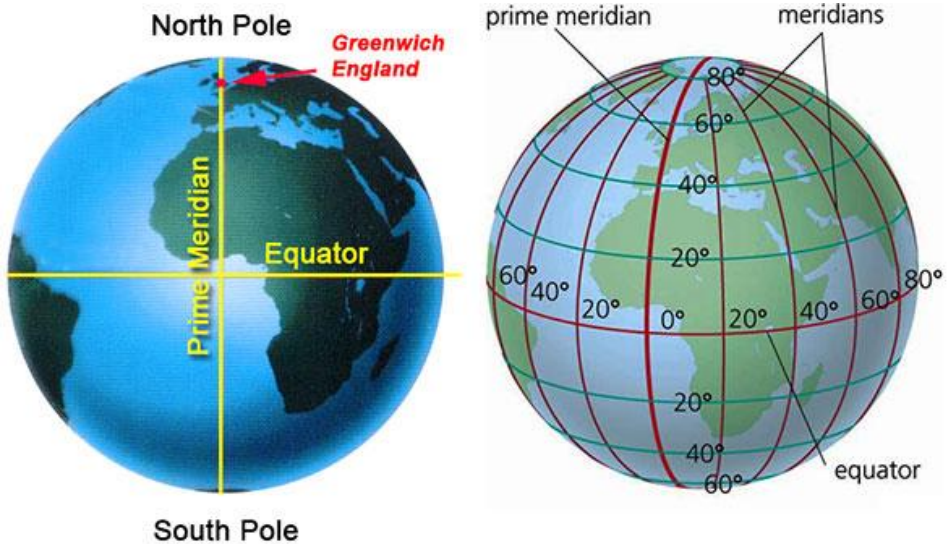 North Pole
Greenwich
England
Prime Meridian
Equator
South Pole
prime meridian
meridians
80°
60°
40°
20°
60°
40°
20°
0°
20°
40°
60°
80°
20°
40°
60°
equator